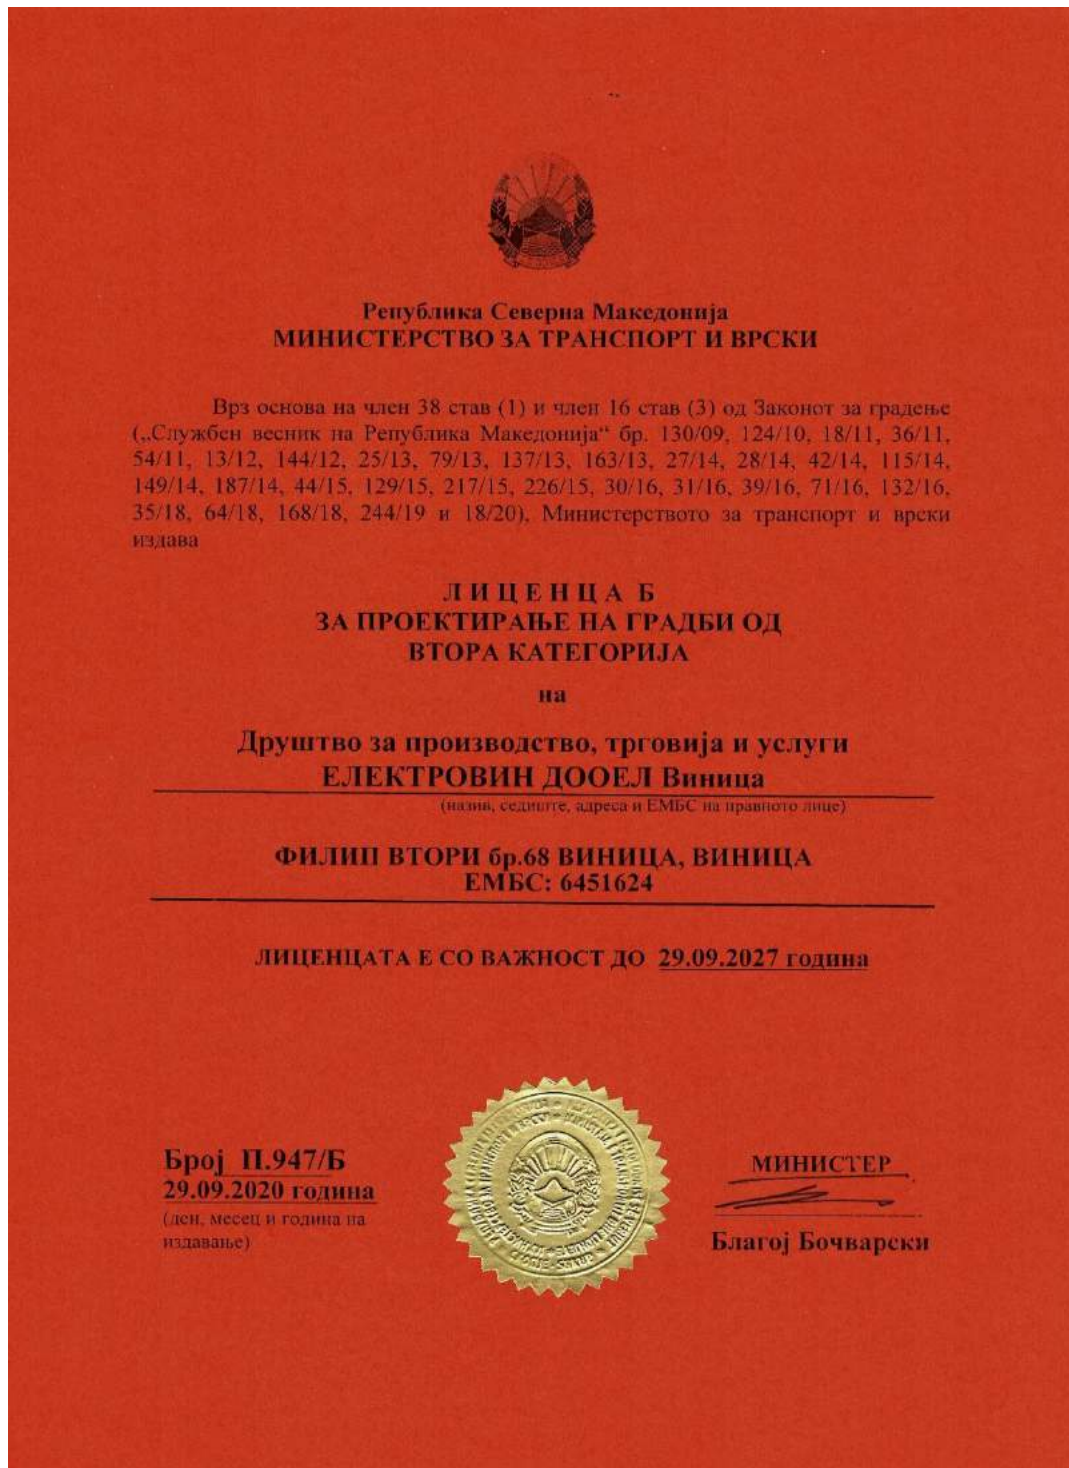 Република Северна Македонија
МИНИСТЕРСТВО ЗА ТРАНСПОРТ И ВРСКИ
Врз основа на член 38 став (1) и член 16 став (3) од Законот за градење
(„Службен весник на Република Македонија“ бр. 130/09, 124/10, 18/11, 36/11,
54/11, 13/12, 144/12, 25/13, 79/13, 137/13, 163/13, 27/14, 28/14, 42/14, 115/14,
149/14, 187/14, 44/15, 129/15, 217/15, 226/15, 30/16, 31/16, 39/16, 71/16, 132/16,
35/18, 64/18, 168/18, 244/19 и 18/20), Министерството за транспорт и врски
издава
Л И Ц Е Н Ц А Б
ЗА ПРОЕКТИРАЊЕ НА ГРАДБИ ОД
ВТОРА КАТЕГОРИЈА
на
Друштво за производство, трговија и услуги
ЕЛЕКТРОВИН ДООЕЛ Виница
(назив, седиште, адреса и ЕМБС на правното лице)
ФИЛИП ВТОРИ бр.68 ВИНИЦА, ВИНИЦА
ЕМБС: 6451624
ЛИЦЕНЦАТА Е СО ВАЖНОСТ ДО 29.09.2027 година
Број П.947/Б
29.09.2020 година
(ден, месец и година на
издавање)
МИНИСТЕР
Благој Бочварски